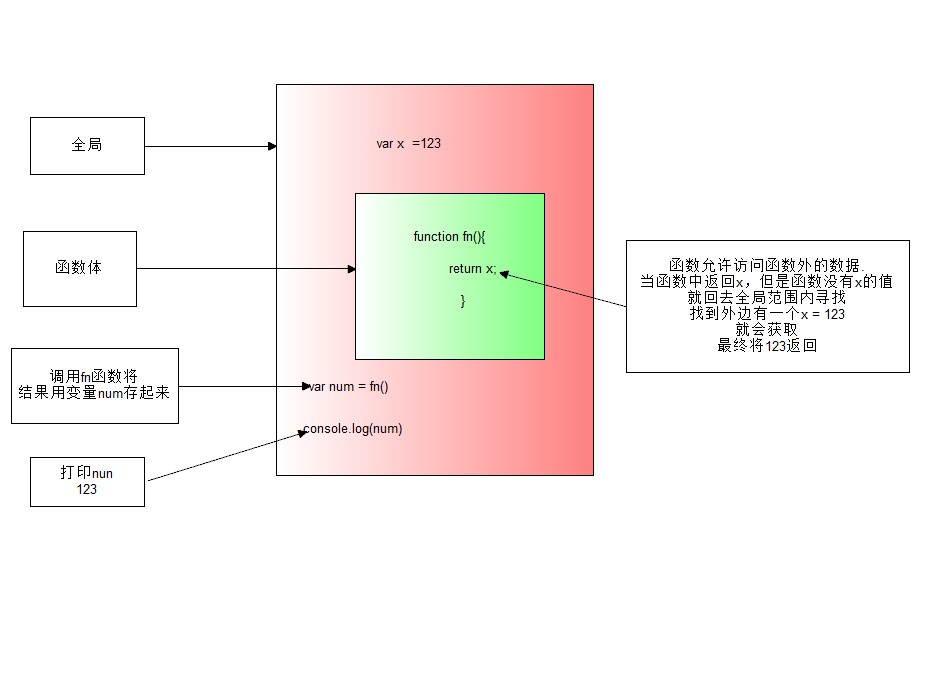 全局
var x  =123
function fn(){
函数体
return x;
}
函数允许访问函数外的数据.
当函数中返回x，但是函数没有x的值
就回去全局范围内寻找
找到外边有一个x = 123
就会获取
最终将123返回
调用fn函数将
结果用变量num存起来
var num = fn()
console.log(num)
打印nun
123